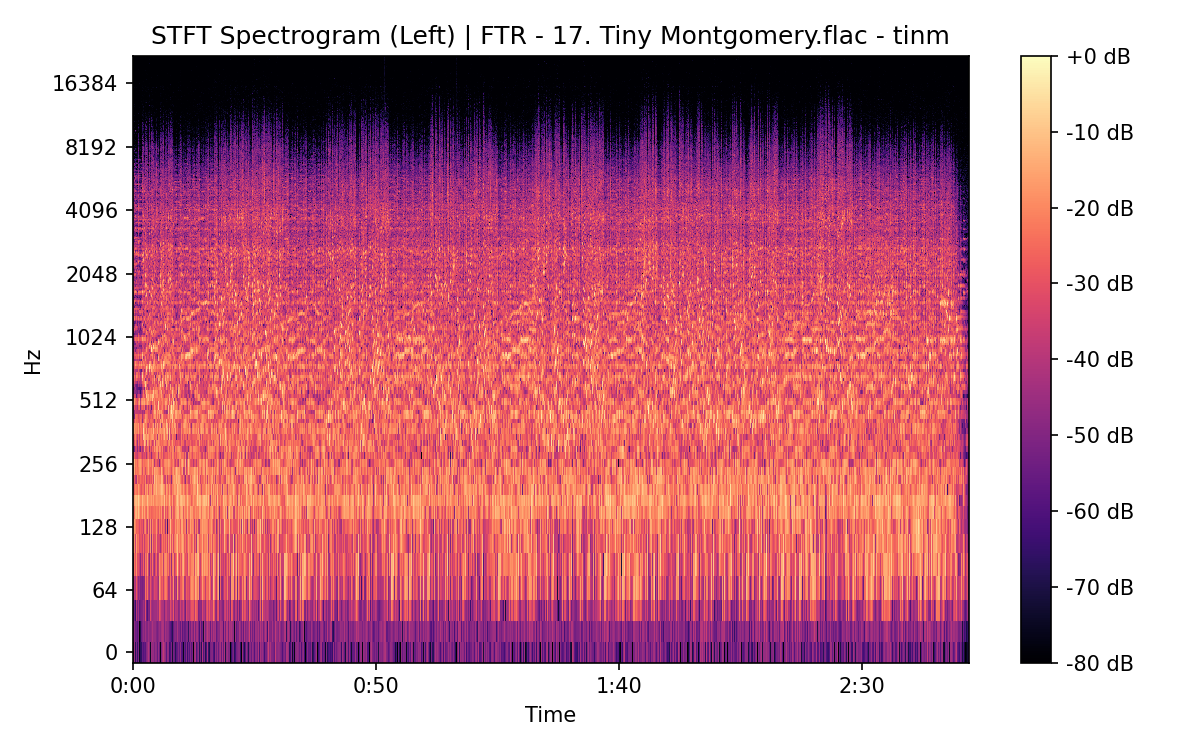 STFT Spectrogram (Left) | FTR - 17. Tiny Montgomery.flac - tinm
16384
8192
4096
2048
1024
512
256
128
64
0
Hz
0:00
0:50
1:40
2:30
Time
+0 dB
-10 dB
-20 dB
-30 dB
-40 dB
-50 dB
-60 dB
-70 dB
-80 dB